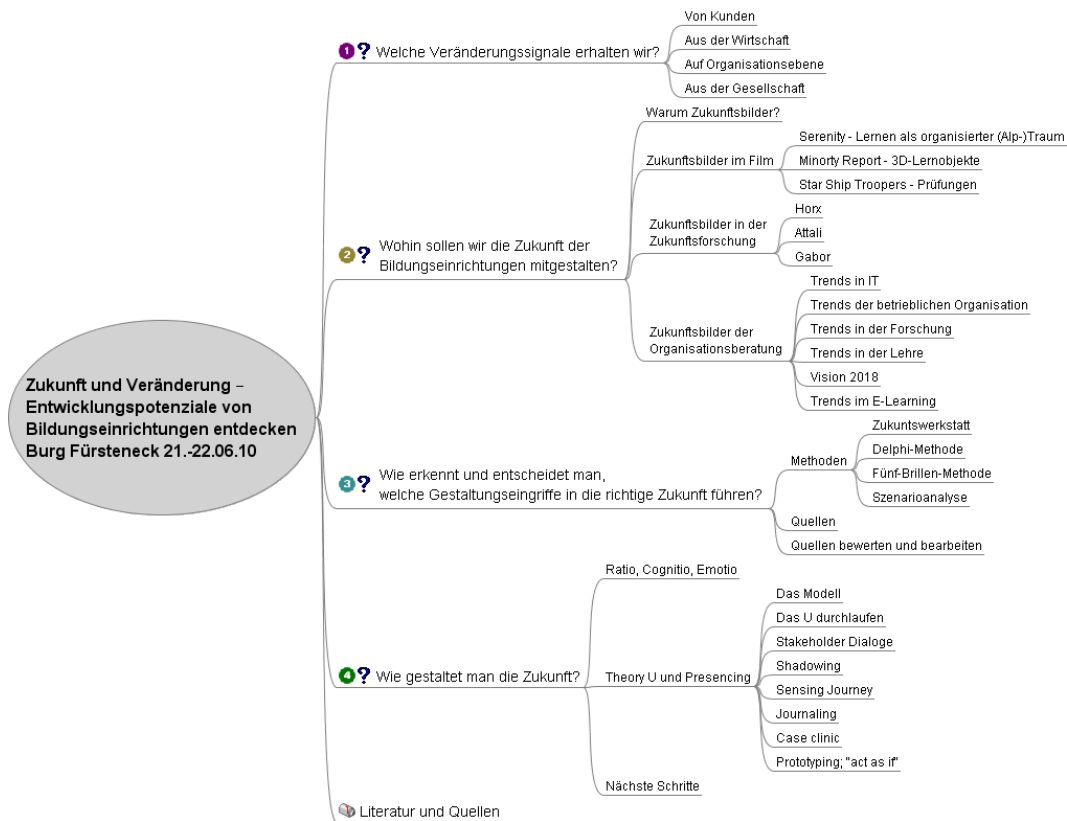 Zukunft und Veränderung –
Entwicklungspotenziale von
Bildungseinrichtungen entdecken
Burg Fürsteneck 21.-22.06.10
1 ? Welche Veränderungssignale erhalten wir?
Von Kunden
Aus der Wirtschaft
Auf Organisationsebene
Aus der Gesellschaft
2 ? Wohin sollen wir die Zukunft der
Bildungseinrichtungen mitgestalten?
Warum Zukunftsbilder?
Zukunftsbilder im Film
Serenity - Lernen als organisierter (Alp-)Traum
Minorty Report - 3D-Lernobjekte
Star Ship Troopers - Prüfungen
Zukunftsbilder in der
Zukunftsforschung
Horx
Attali
Gabor
Zukunftsbilder der
Organisationsberatung
Trends in IT
Trends der betrieblichen Organisation
Trends in der Forschung
Trends in der Lehre
Vision 2018
Trends im E-Learning
3 ? Wie erkennt und entscheidet man,
welche Gestaltungseingriffe in die richtige Zukunft führen?
Methoden
Zukuntswerkstatt
Delphi-Methode
Fünf-Brillen-Methode
Szenarioanalyse
Quellen
Quellen bewerten und bearbeiten
4 ? Wie gestaltet man die Zukunft?
Ratio, Cognitio, Emotio
Theory U und Presencing
Das Modell
Das U durchlaufen
Stakeholder Dialoge
Shadowing
Sensing Journey
Journaling
Case clinic
Prototyping; "act as if"
Nächste Schritte
Literatur und Quellen